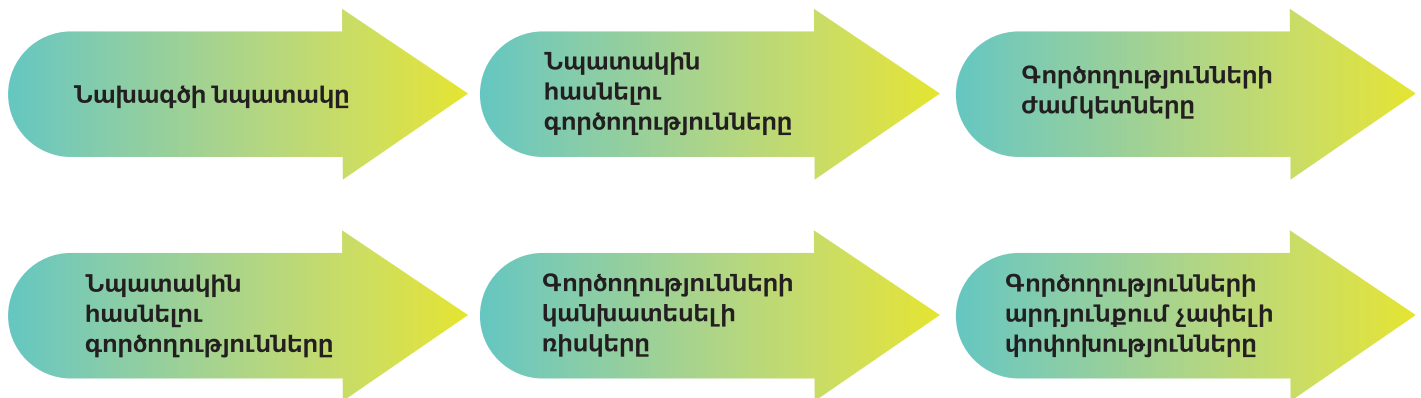 Նախագծի նպատակը
Նպատակին
հասնելու
գործողությունները
Գործողությունների
ժամկետները
Նպատակին
հասնելու
գործողությունները
Գործողությունների
կանխատեսելի
ռիսկերը
Գործողությունների
արդյունքում չափելի
փոփոխությունները